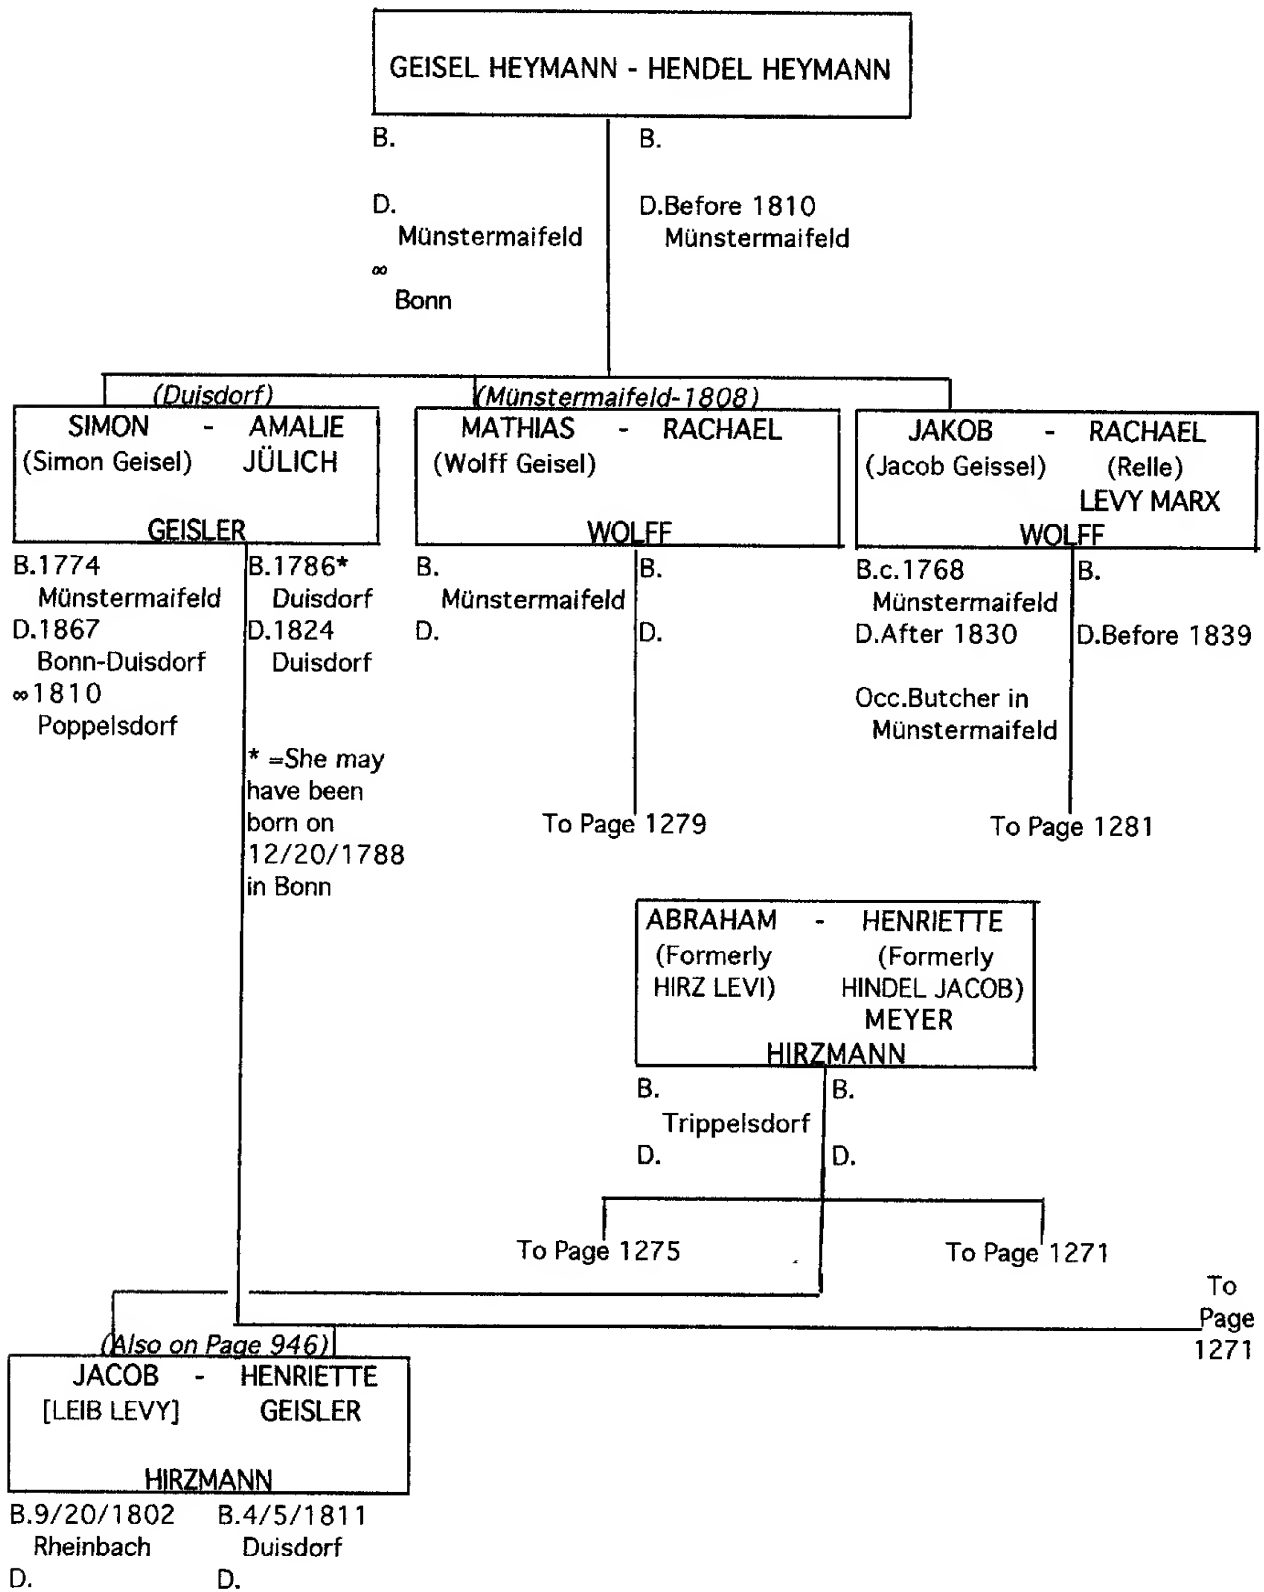 GEISEL HEYMANN - HENDEL HEYMANN
B.
D.
Münstermaifeld
∞
Bonn
B.
D.Before 1810
Münstermaifeld
(Duisdorf)
SIMON - AMALIE
(Simon Geisel) JÜLICH
GEISLER
B.1774
Münstermaifeld
D.1867
Bonn-Duisdorf
∞1810
Poppelsdorf
B.1786*
Duisdorf
D.1824
Duisdorf
* =She may
have been
born on
12/20/1788
in Bonn
(Münstermaifeld-1808)
MATHIAS - RACHAEL
(Wolff Geisel)
WOLFF
B.
Münstermaifeld
D.
B.
D.
To Page 1279
JAKOB - RACHAEL
(Jacob Geissel) (Relle)
LEVY MARX
WOLFF
B.c.1768
Münstermaifeld
D.After 1830
Occ.Butcher in
Münstermaifeld
B.
D.Before 1839
To Page 1281
ABRAHAM - HENRIETTE
(Formerly (Formerly
HIRZ LEVI) HINDEL JACOB)
MEYER
HIRZMANN
B.
Trippelsdorf
D.
B.
D.
To Page 1275
To Page 1271
To
Page
1271
(Also on Page 946)
JACOB - HENRIETTE
[LEIB LEVY] GEISLER
HIRZMANN
B.9/20/1802
Rheinbach
D.
B.4/5/1811
Duisdorf
D.